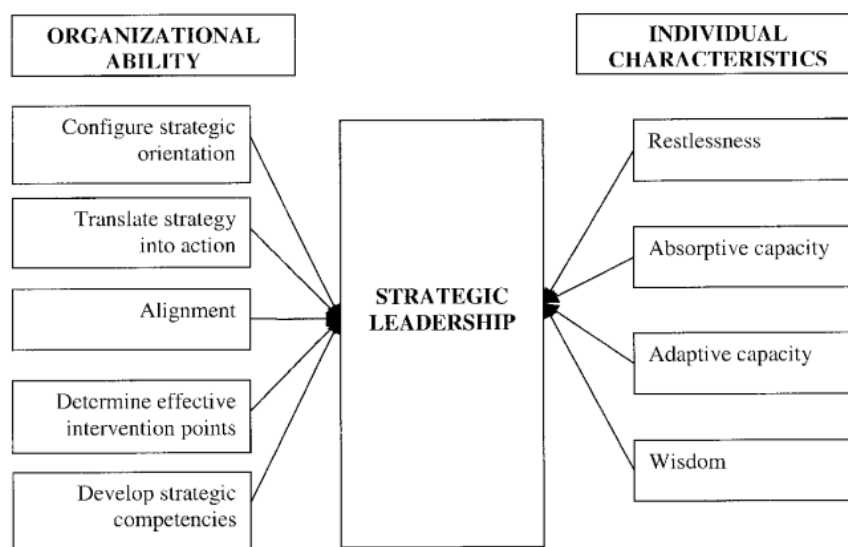 ORGANIZATIONAL
ABILITY
Configure strategic
orientation
Translate strategy
into action
Alignment
Determine effective
intervention points
Develop strategic
competencies
STRATEGIC
LEADERSHIP
INDIVIDUAL
CHARACTERISTICS
Restlessness
Absorptive capacity
Adaptive capacity
Wisdom